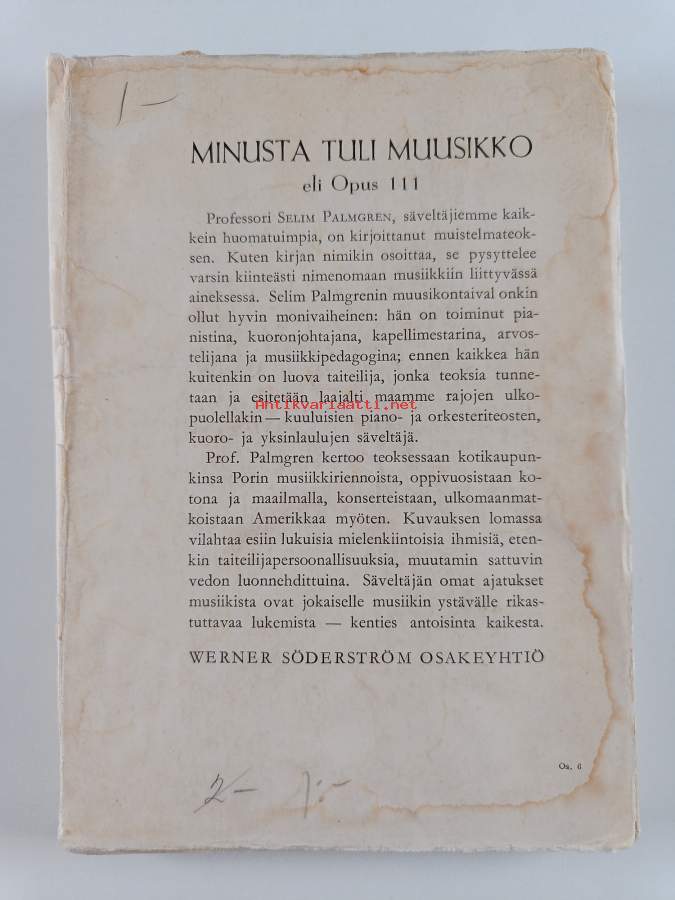 1 —
MINUSTA TULI MUUSIKKO
eli Opus 111
Professori SELIM PALMGREN, säveltäjiemme kaik-
kein huomatuimpia, on kirjoittanut muistelmateok-
sen. Kuten kirjan nimikin osoittaa, se pysyttelee
varsin kiinteästi nimenomaan musiikkiin liittyvässä
aineksessa. Selim Palmgrenin muusikontaival onkin
ollut hyvin monivaiheinen: hän on toiminut pia-
nistina, kuoronjohtajana, kapellimestarina, arvos-
telijana ja musiikkipedagogina; ennen kaikkea hän
kuitenkin on luova taiteilija, jonka teoksia tunne-
taan ja esitetään laajalti maamme rajojen ulko-
Antikvariaatti.net
puolellakin — kuuluisien piano- ja orkesteriteosten,
kuoro- ja yksinlaulujen säveltäjä.
Prof. Palmgren kertoo teoksessaan kotikaupun-
kinsa Porin musiikkiriennoista, oppivuosistaan ko-
tona ja maailmalla, konserteistaan, ulkomaanmat-
koistaan Amerikkaa myöten. Kuvauksen lomassa
vilahtaa esiin lukuisia mielenkiintoisia ihmisiä, eten-
kin taiteilijapersoonallisuuksia, muutamin sattuvin
vedon luonnehdittuina. Säveltäjän omat ajatukset
musiikista ovat jokaiselle musiikin ystävälle rikas-
tuttavaa lukemista — kenties antoisinta kaikesta.
WERNER SÖDERSTRÖM OSAKEYHTIÖ
Os. 6
2 —